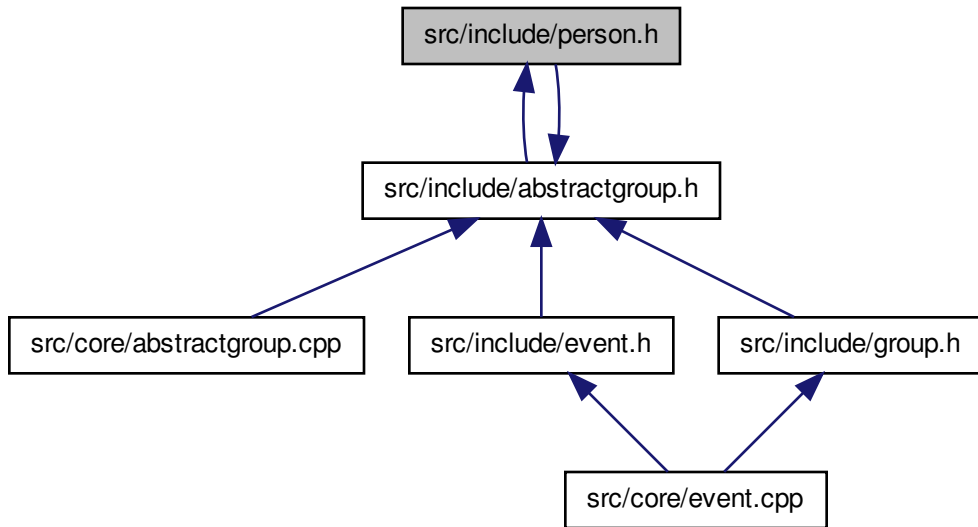 src/include/person.h
src/include/abstractgroup.h
src/core/abstractgroup.cpp
src/include/event.h
src/include/group.h
src/core/event.cpp